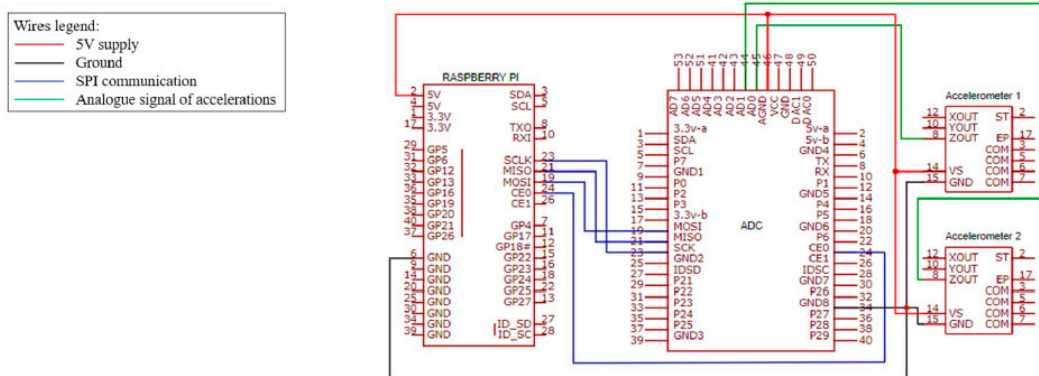 Wires legend:
5V supply
Ground
SPI communication
Analogue signal of accelerations
RASPBERRY PI
2 5V SDA 3
4 5V SCL 5
1 3.3V
17 3.3V TX0 8
RXI 10
29 GP5
31 GP6 SCLK 23
32 GP12 MISO 21
33 GP13 MOSI 19
36 GP16 CE0 24
35 GP19 CE1 26
38 GP20
40 GP21 GP4 7
37 GP26 GP17 11
GP18# 12
6 GND GP22 15
9 GND GP23 16
14 GND GP24 18
20 GND GP25 22
25 GND GP27 13
30 GND
34 GND ID_SD 27
39 GND ID_SC 28
53 52 51 41 42 43 44 45 46 47 48 49 50
AD7 AD6 AD5 AD4 AD3 AD2 AD1 AD0 AGND VCC GND DAC1 DAC0
1 3.3v-a 5v-a 2
3 SDA 5v-b 4
5 SCL GND4 6
7 P7 TX 8
9 GND1 RX 10
11 P0 P1 12
13 P2 GND5 14
15 P3 P4 16
17 3.3v-b P5 18
19 MOSI GND6 20
21 MISO P6 22
23 SCK CE0 24
25 GND2 CE1 26
27 IDSD IDSC 28
29 P21 GND7 30
31 P22 P26 32
33 P23 GND8 34
35 P24 P27 36
37 P25 P28 38
39 GND3 P29 40
ADC
Accelerometer 1
12 XOUT ST 2
10 YOUT
8 ZOUT EP 17
COM 3
COM 5
14 VS COM 6
15 GND COM 7
Accelerometer 2
12 XOUT ST 2
10 YOUT
8 ZOUT EP 17
COM 3
COM 5
14 VS COM 6
15 GND COM 7